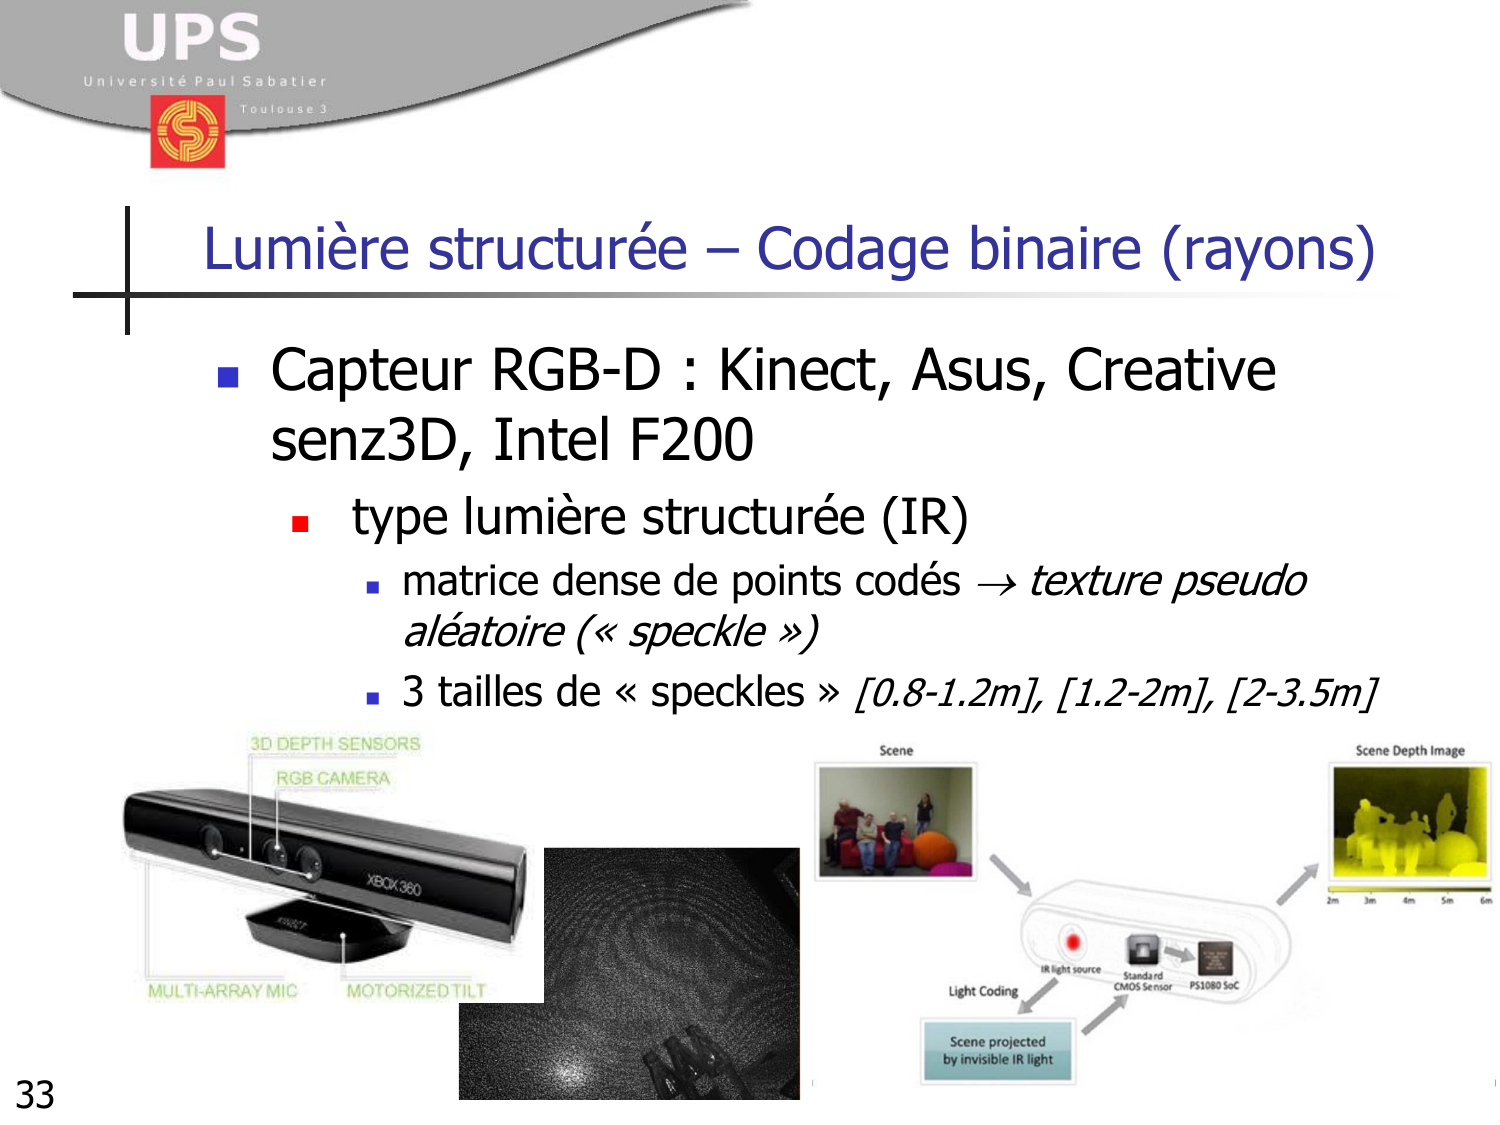 UPS
Université Paul Sabatier
Toulouse 3
Lumière structurée – Codage binaire (rayons)
Capteur RGB-D : Kinect, Asus, Creative
senz3D, Intel F200
type lumière structurée (IR)
matrice dense de points codés → texture pseudo
aléatoire (« speckle »)
3 tailles de « speckles » [0.8-1.2m], [1.2-2m], [2-3.5m]
3D DEPTH SENSORS
RGB CAMERA
XBOX 360
KINECT
MULTI-ARRAY MIC
MOTORIZED TILT
Scene
Scene Depth Image
2m 3m 4m 5m 6m
IR light source
Standard
CMOS Sensor
PS1080 SoC
Light Coding
Scene projected
by invisible IR light
33